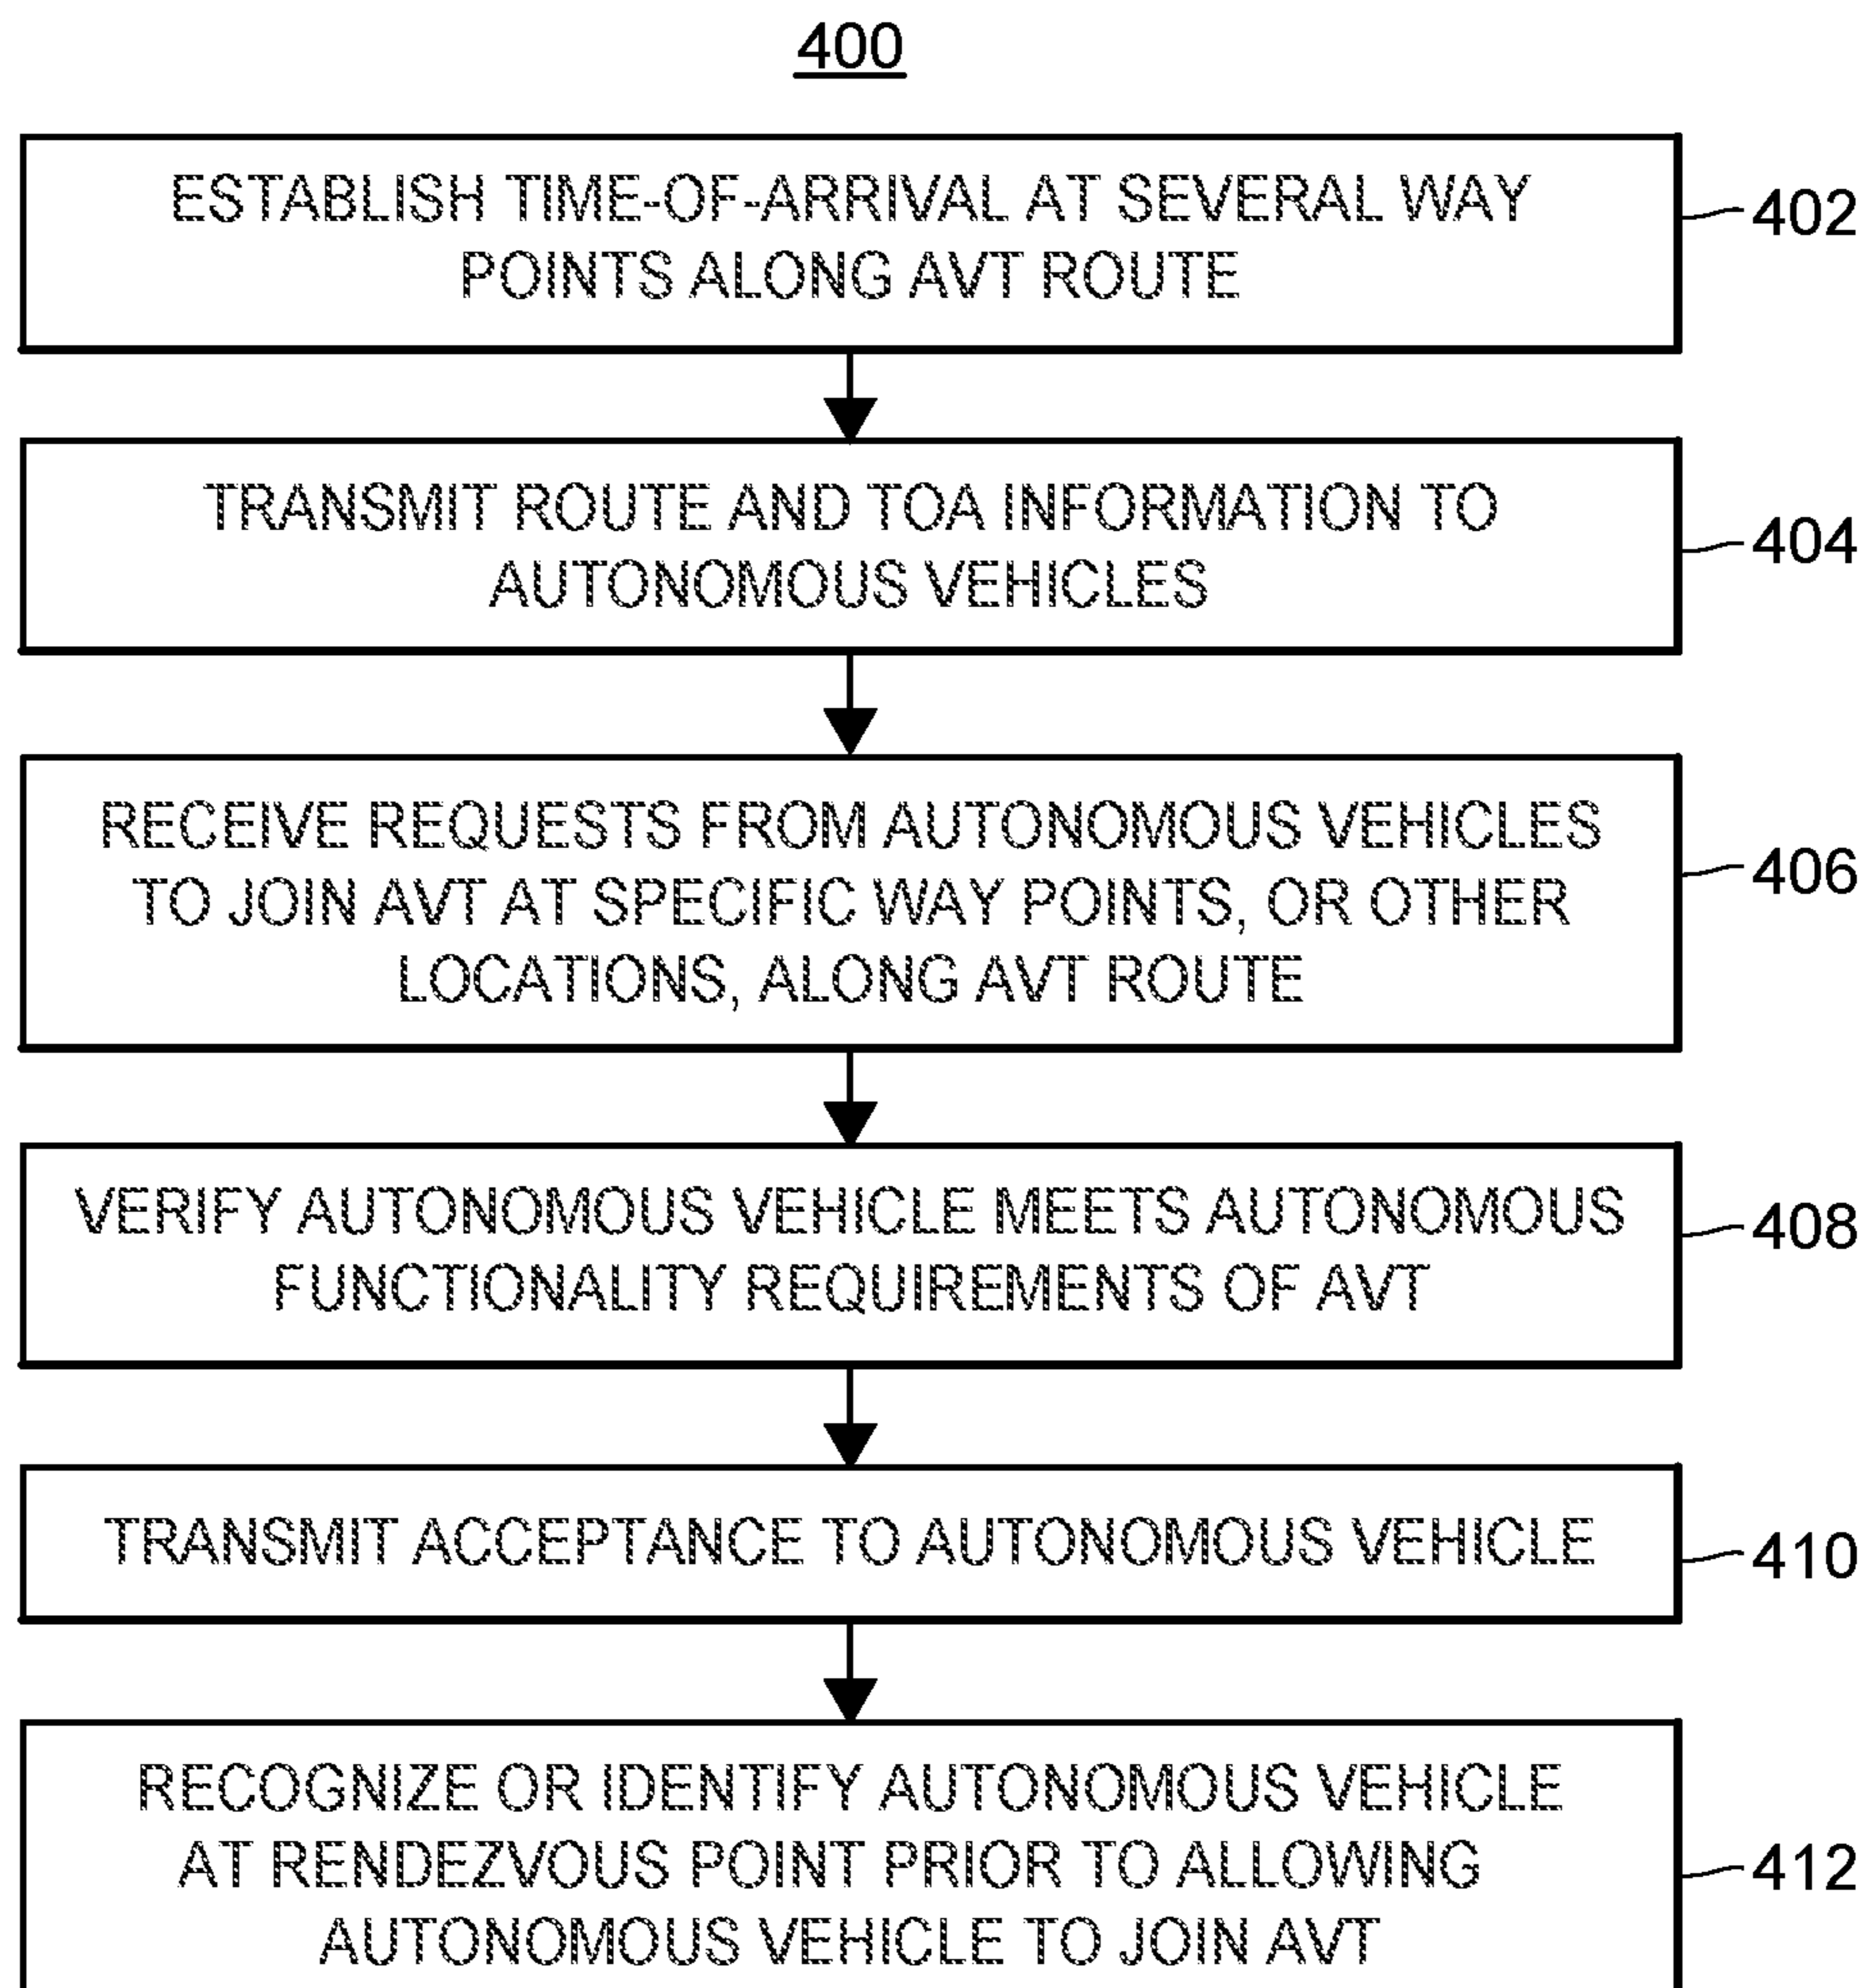 400
ESTABLISH TIME-OF-ARRIVAL AT SEVERAL WAY
POINTS ALONG AVT ROUTE
402
TRANSMIT ROUTE AND TOA INFORMATION TO
AUTONOMOUS VEHICLES
404
RECEIVE REQUESTS FROM AUTONOMOUS VEHICLES
TO JOIN AVT AT SPECIFIC WAY POINTS, OR OTHER
LOCATIONS, ALONG AVT ROUTE
406
VERIFY AUTONOMOUS VEHICLE MEETS AUTONOMOUS
FUNCTIONALITY REQUIREMENTS OF AVT
408
TRANSMIT ACCEPTANCE TO AUTONOMOUS VEHICLE
410
RECOGNIZE OR IDENTIFY AUTONOMOUS VEHICLE
AT RENDEZVOUS POINT PRIOR TO ALLOWING
AUTONOMOUS VEHICLE TO JOIN AVT
412